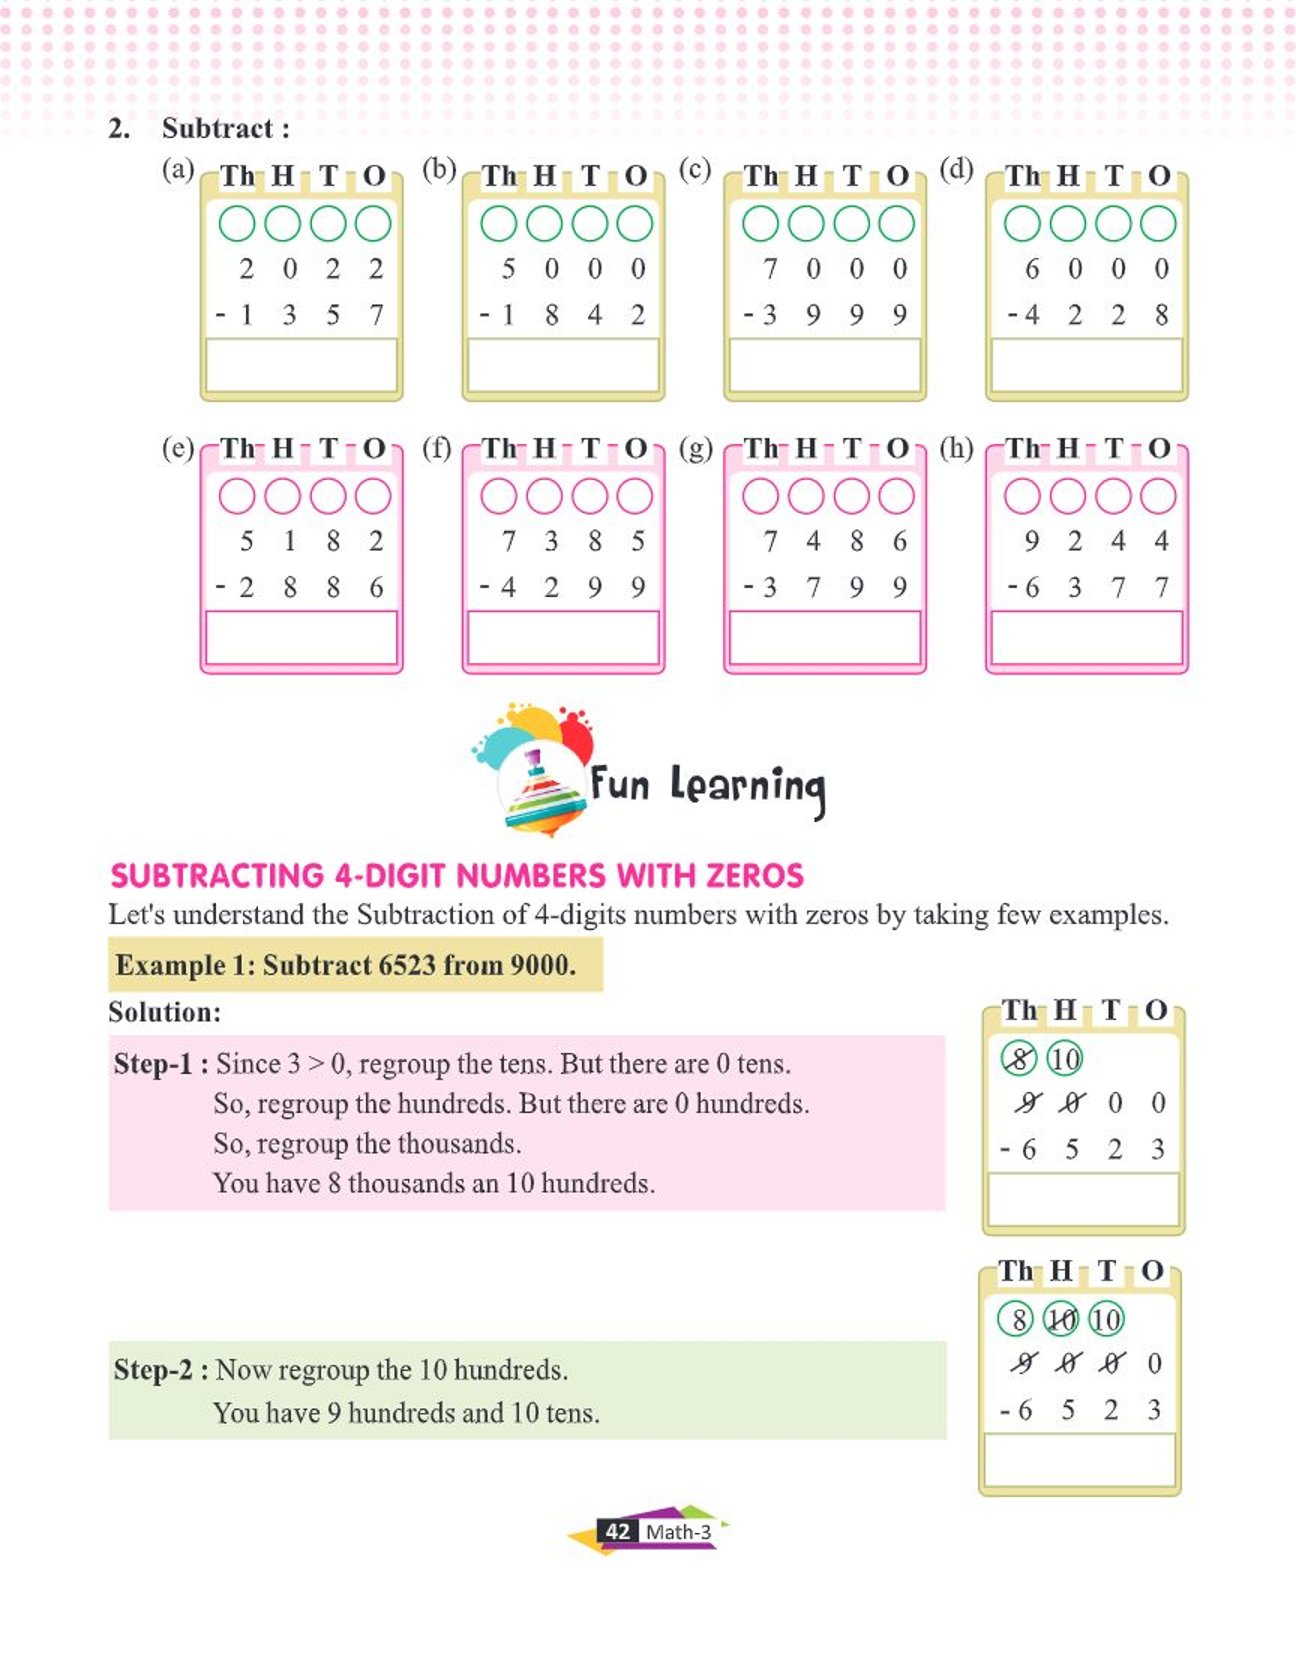 2. Subtract :
(a) Th H T O (b) Th H T O (c) Th H T O (d) Th H T O
2 0 2 2 5 0 0 0 7 0 0 0 6 0 0 0
- 1 3 5 7 - 1 8 4 2 - 3 9 9 9 - 4 2 2 8
(e) Th H T O (f) Th H T O (g) Th H T O (h) Th H T O
5 1 8 2 7 3 8 5 7 4 8 6 9 2 4 4
- 2 8 8 6 - 4 2 9 9 - 3 7 9 9 - 6 3 7 7
Fun Learning
SUBTRACTING 4-DIGIT NUMBERS WITH ZEROS
Let's understand the Subtraction of 4-digits numbers with zeros by taking few examples.
Example 1: Subtract 6523 from 9000.
Solution:
Step-1 : Since 3 > 0, regroup the tens. But there are 0 tens.
So, regroup the hundreds. But there are 0 hundreds.
So, regroup the thousands.
You have 8 thousands an 10 hundreds.
Th H T O
8 10
9 0 0 0
- 6 5 2 3
Step-2 : Now regroup the 10 hundreds.
You have 9 hundreds and 10 tens.
Th H T O
8 10 10
9 0 0 0
- 6 5 2 3
42 Math-3